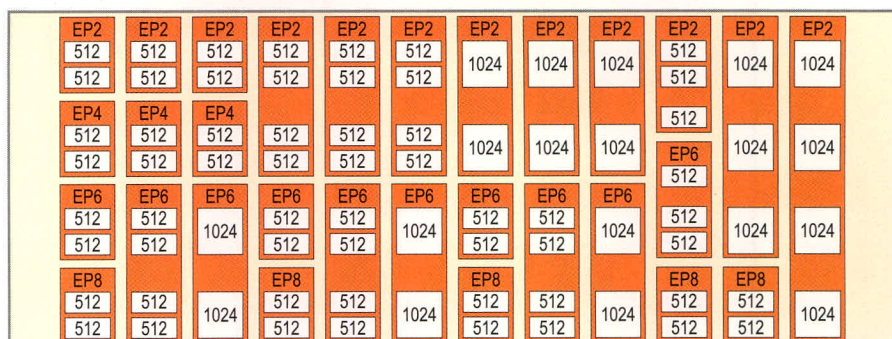 EP2 EP2 EP2 EP2 EP2 EP2 EP2 EP2 EP2 EP2 EP2 EP2
512 512 512 512 512 512 1024 1024 1024 512 1024 1024
512 512 512 512 512 512 512
512
EP4 EP4 EP4
512 512 512 512 512 512 1024 1024 1024 1024 1024
512 512 512 512 512 512
EP6
512
EP6 EP6 EP6 EP6 EP6 EP6 EP6 EP6 EP6
512 512 1024 512 512 1024 512 512 1024 512 1024 1024
512 512 512 512 512 512 512
EP8 EP8 EP8 EP8 EP8
512 512 1024 512 512 1024 512 512 1024 512 512 1024
512 512 512 512 512 512 512 512